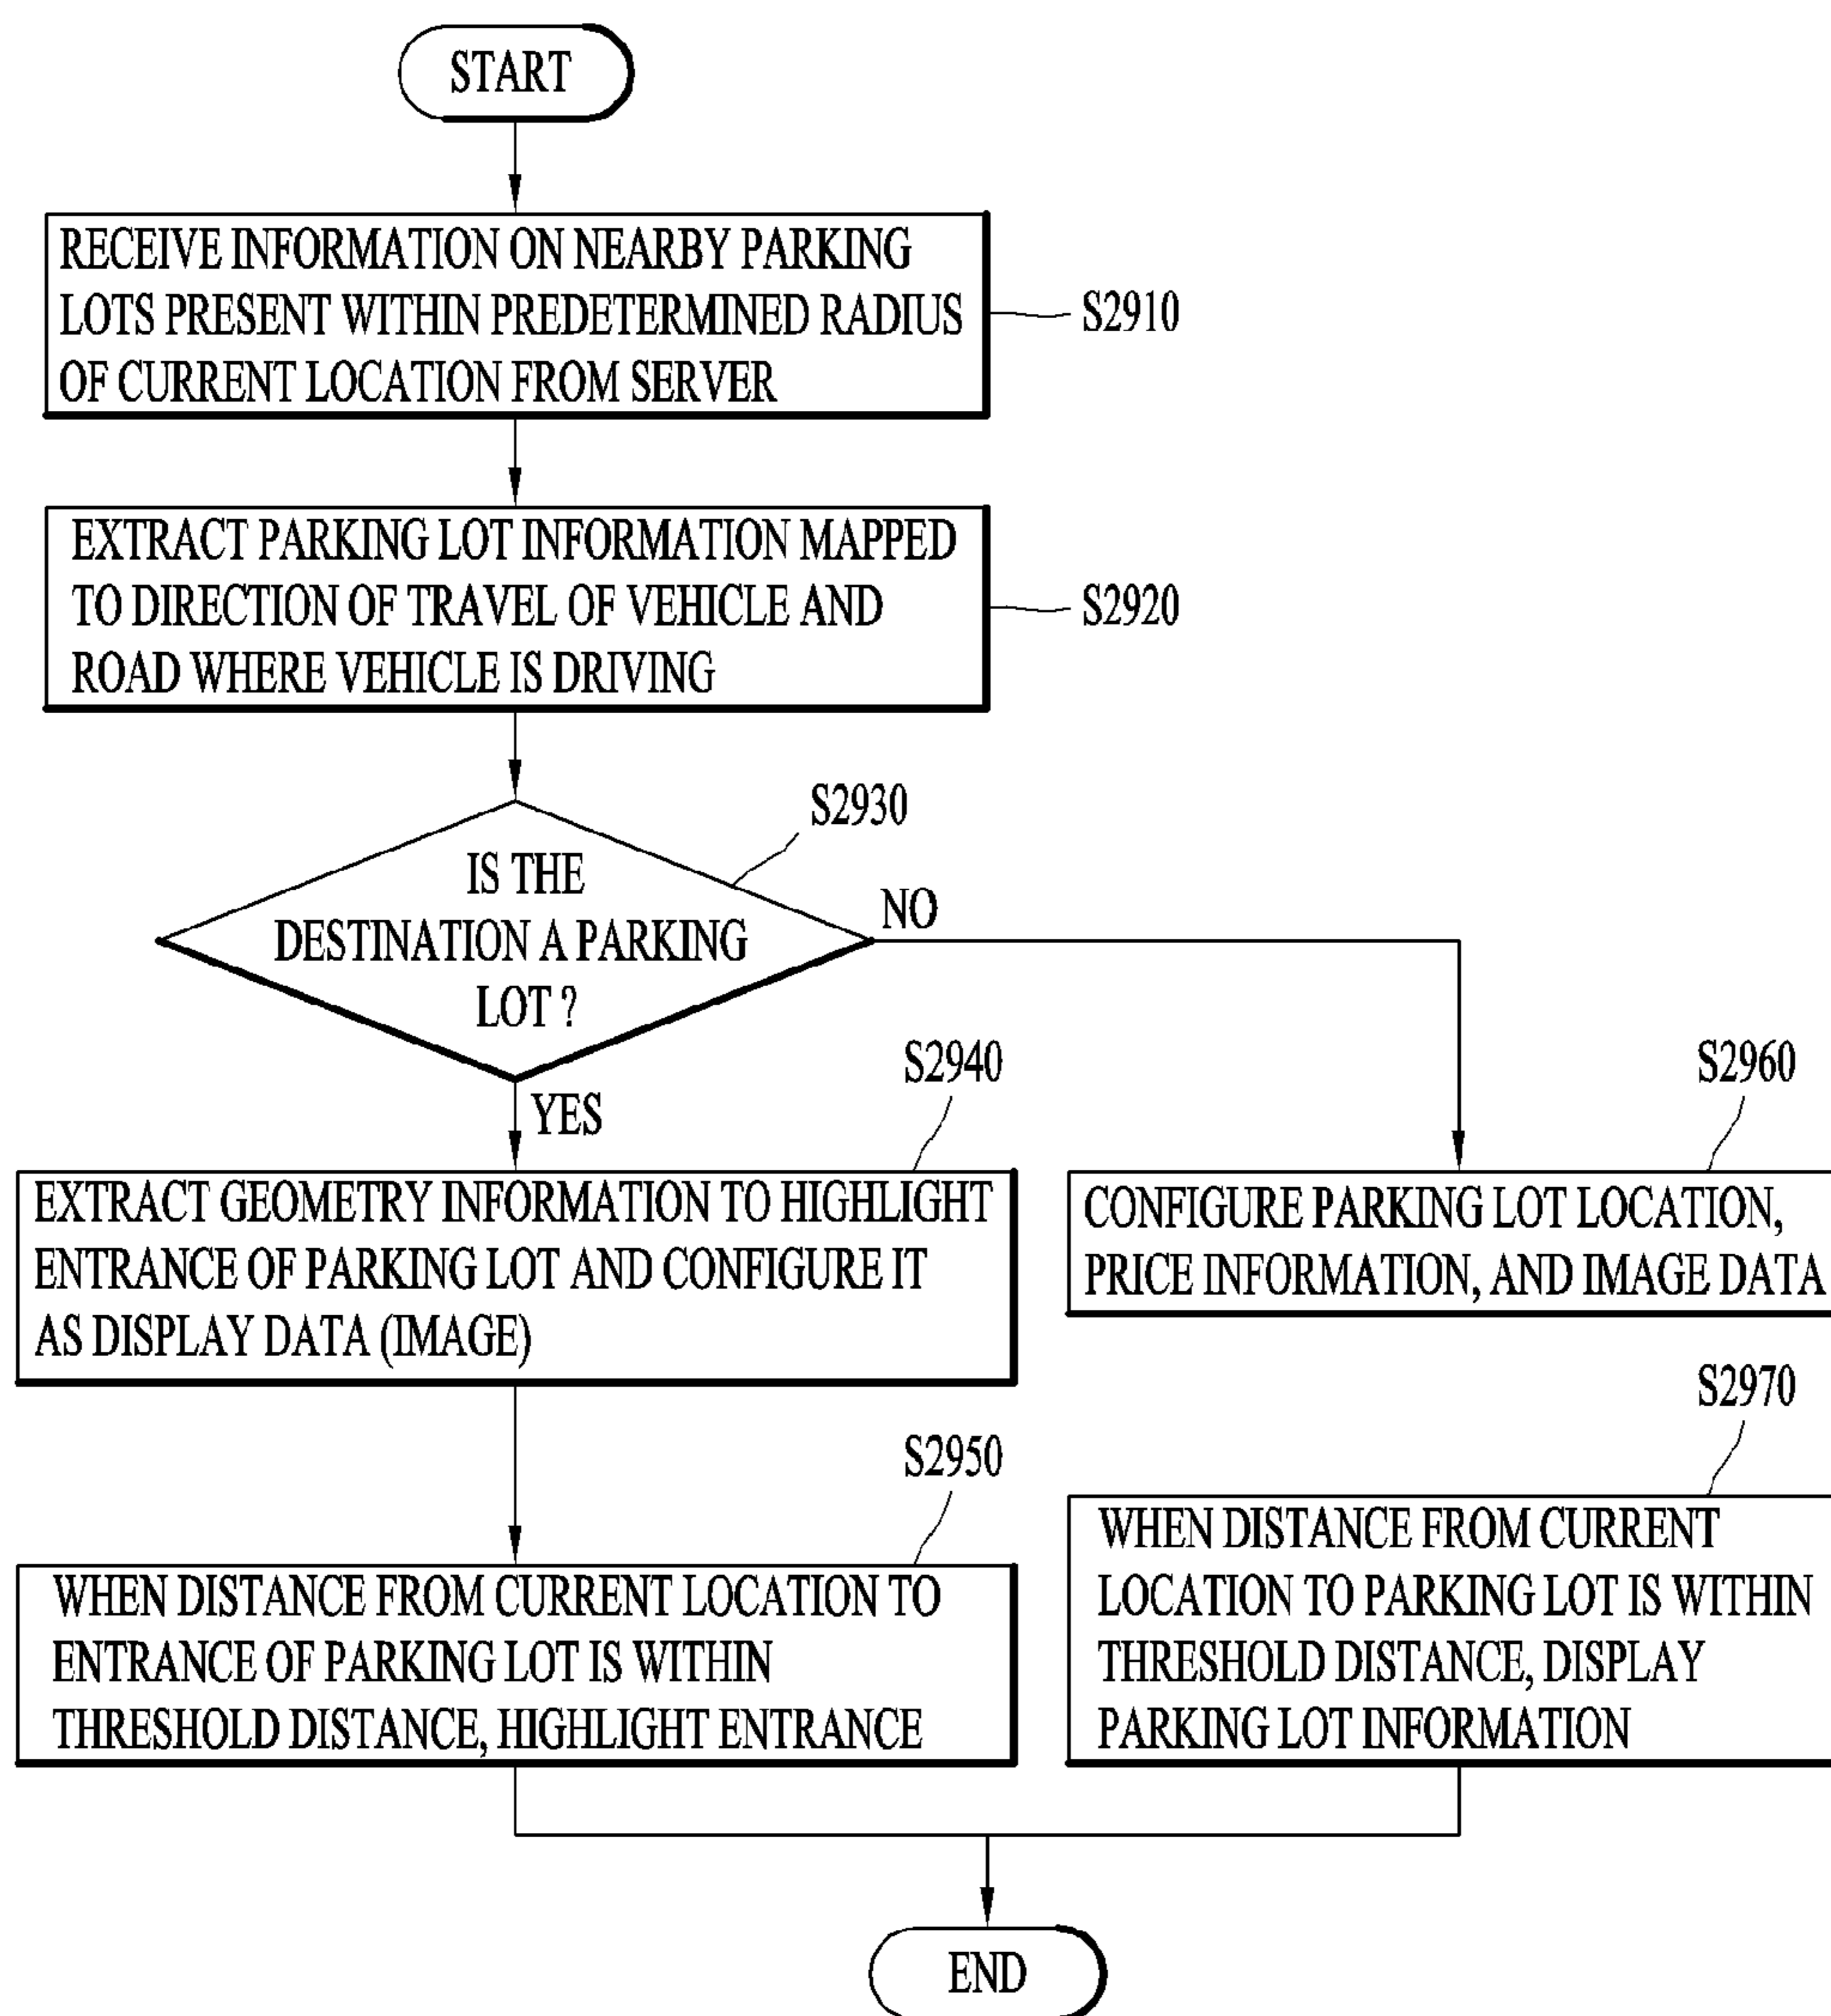 START
RECEIVE INFORMATION ON NEARBY PARKING
LOTS PRESENT WITHIN PREDETERMINED RADIUS
OF CURRENT LOCATION FROM SERVER
S2910
EXTRACT PARKING LOT INFORMATION MAPPED
TO DIRECTION OF TRAVEL OF VEHICLE AND
ROAD WHERE VEHICLE IS DRIVING
S2920
S2930
IS THE
DESTINATION A PARKING
LOT ?
NO
YES
S2940
EXTRACT GEOMETRY INFORMATION TO HIGHLIGHT
ENTRANCE OF PARKING LOT AND CONFIGURE IT
AS DISPLAY DATA (IMAGE)
S2960
CONFIGURE PARKING LOT LOCATION,
PRICE INFORMATION, AND IMAGE DATA
S2950
WHEN DISTANCE FROM CURRENT LOCATION TO
ENTRANCE OF PARKING LOT IS WITHIN
THRESHOLD DISTANCE, HIGHLIGHT ENTRANCE
S2970
WHEN DISTANCE FROM CURRENT
LOCATION TO PARKING LOT IS WITHIN
THRESHOLD DISTANCE, DISPLAY
PARKING LOT INFORMATION
END